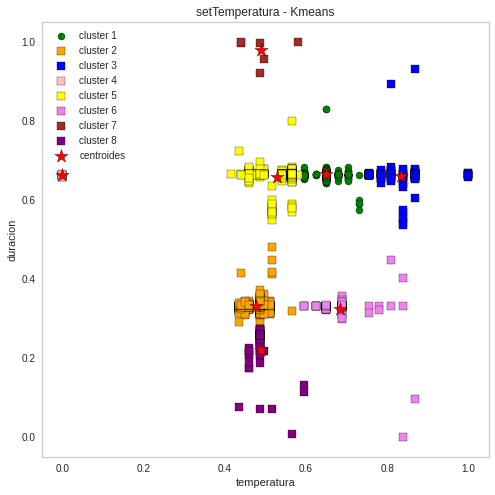 setTemperatura - Kmeans
1.0
0.8
0.6
0.4
0.2
0.0
duracion
cluster 1
cluster 2
cluster 3
cluster 4
cluster 5
cluster 6
cluster 7
cluster 8
centroides
0.0
0.2
0.4
0.6
0.8
1.0
temperatura